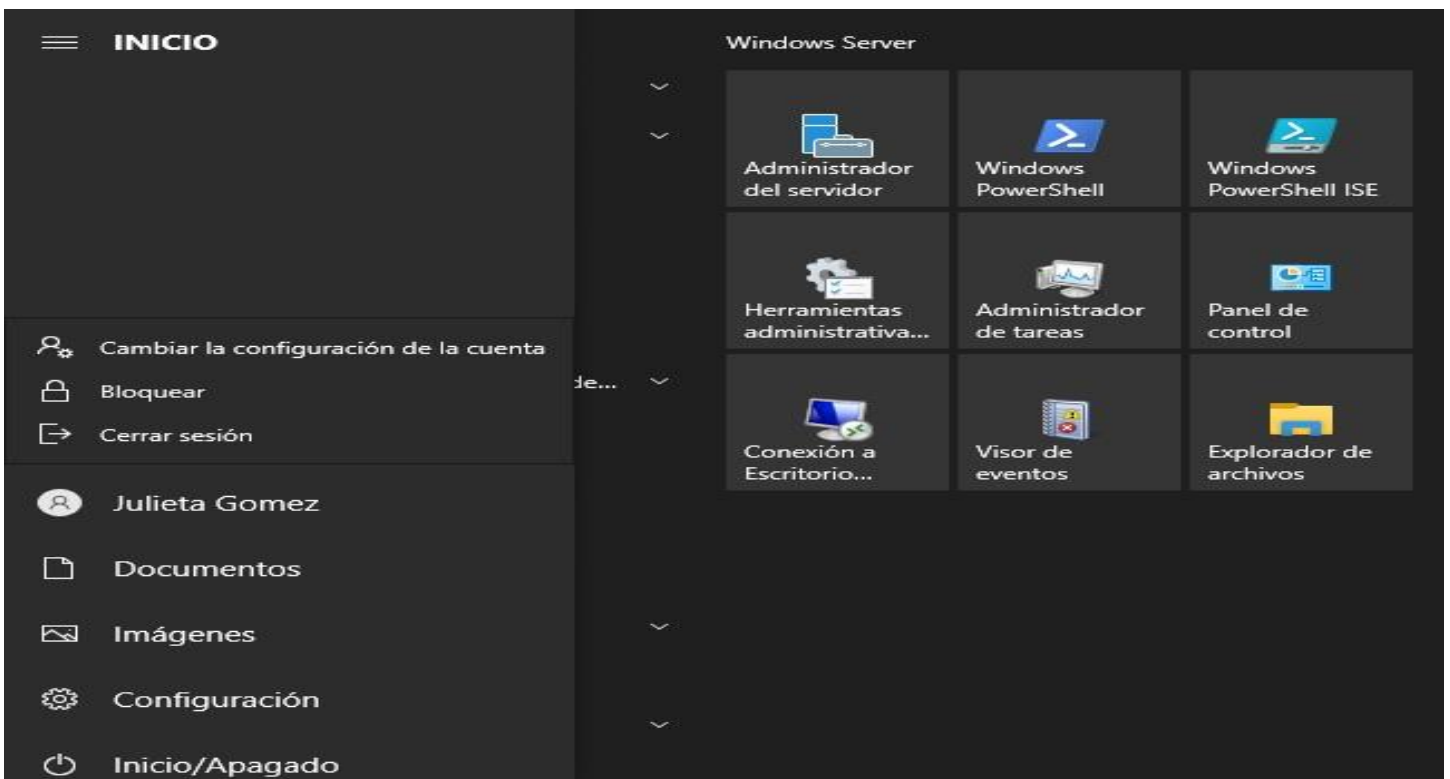 INICIO
Cambiar la configuración de la cuenta
Bloquear
Cerrar sesión
Julieta Gomez
Documentos
Imágenes
Configuración
Inicio/Apagado
de...
Windows Server
Administrador
del servidor
Windows
PowerShell
Windows
PowerShell ISE
Herramientas
administrativa...
Administrador
de tareas
Panel de
control
Conexión a
Escritorio...
Visor de
eventos
Explorador de
archivos